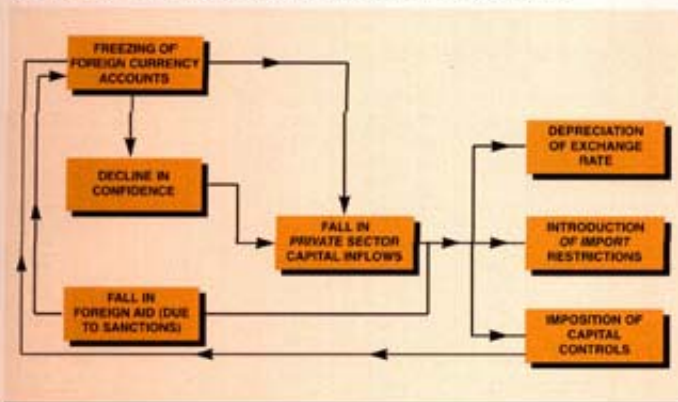 FREEZING OF
FOREIGN CURRENCY
ACCOUNTS
DECLINE IN
CONFIDENCE
FALL IN
PRIVATE SECTOR
CAPITAL INFLOWS
FALL IN
FOREIGN AID (DUE
TO SANCTIONS)
DEPRECIATION
OF EXCHANGE
RATE
INTRODUCTION
OF IMPORT
RESTRICTIONS
IMPOSITION OF
CAPITAL
CONTROLS